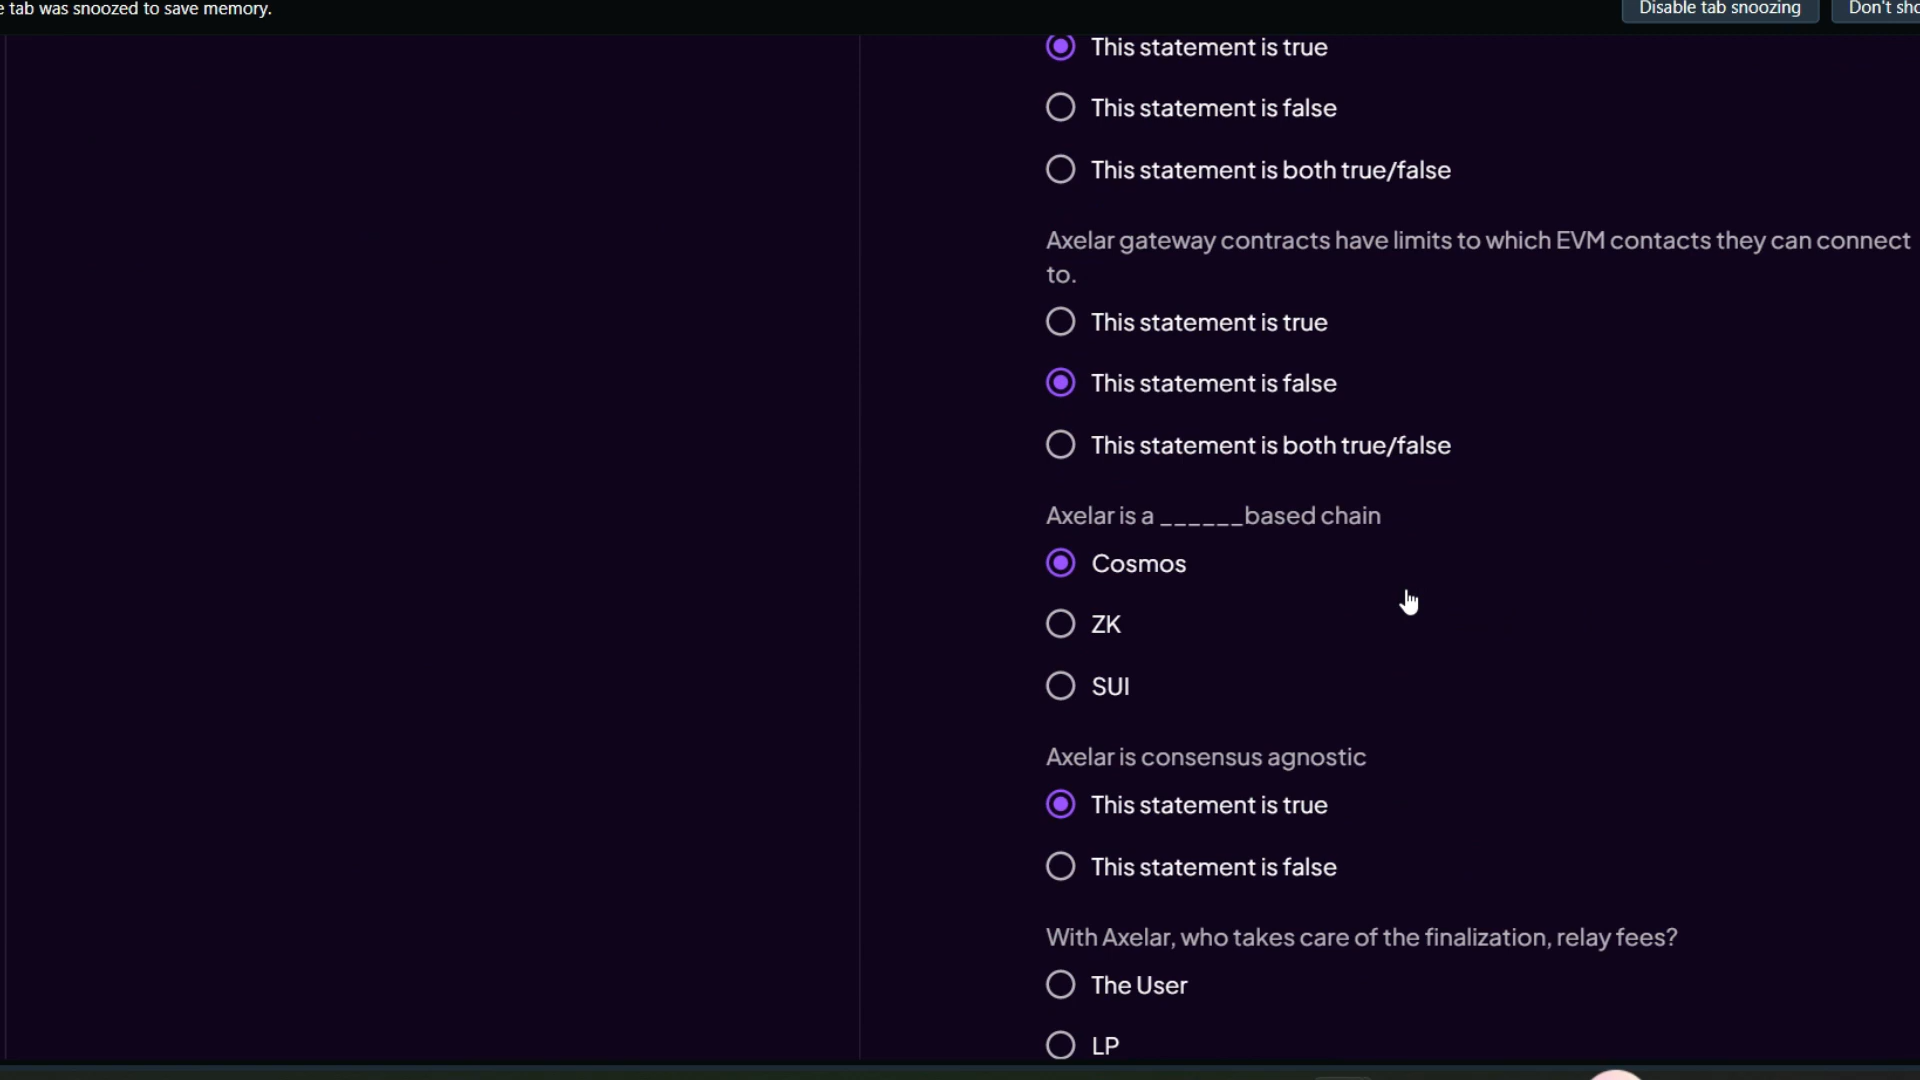 tab was snoozed to save memory.
Disable tab snoozing
Don't
This statement is true
This statement is false
This statement is both true/false
Axelar gateway contracts have limits to which EVM contacts they can connect
to.
This statement is true
This statement is false
This statement is both true/false
Axelar is a ______based chain
Cosmos
ZK
SUI
Axelar is consensus agnostic
This statement is true
This statement is false
With Axelar, who takes care of the finalization, relay fees?
The User
LP